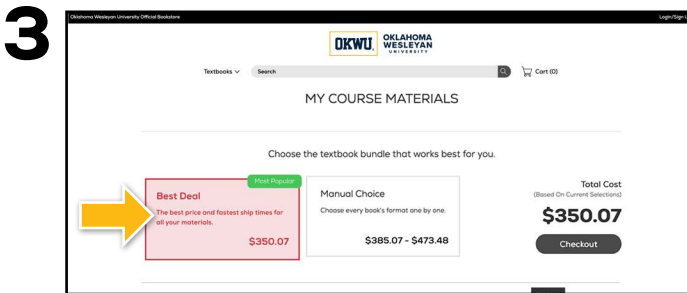 3
Oklahoma Wesleyan University Official Bookstore
Login/Sign U
OKWU.
OKLAHOMA
WESLEYAN
UNIVERSITY
Textbooks
Search
Cart (0)
MY COURSE MATERIALS
Choose the textbook bundle that works best for you.
Most Popular
Best Deal
The best price and fastest ship times for
all your materials.
$350.07
Manual Choice
Choose every book's format one by one.
$385.07 - $473.48
Total Cost
(Based On Current Selections)
$350.07
Checkout